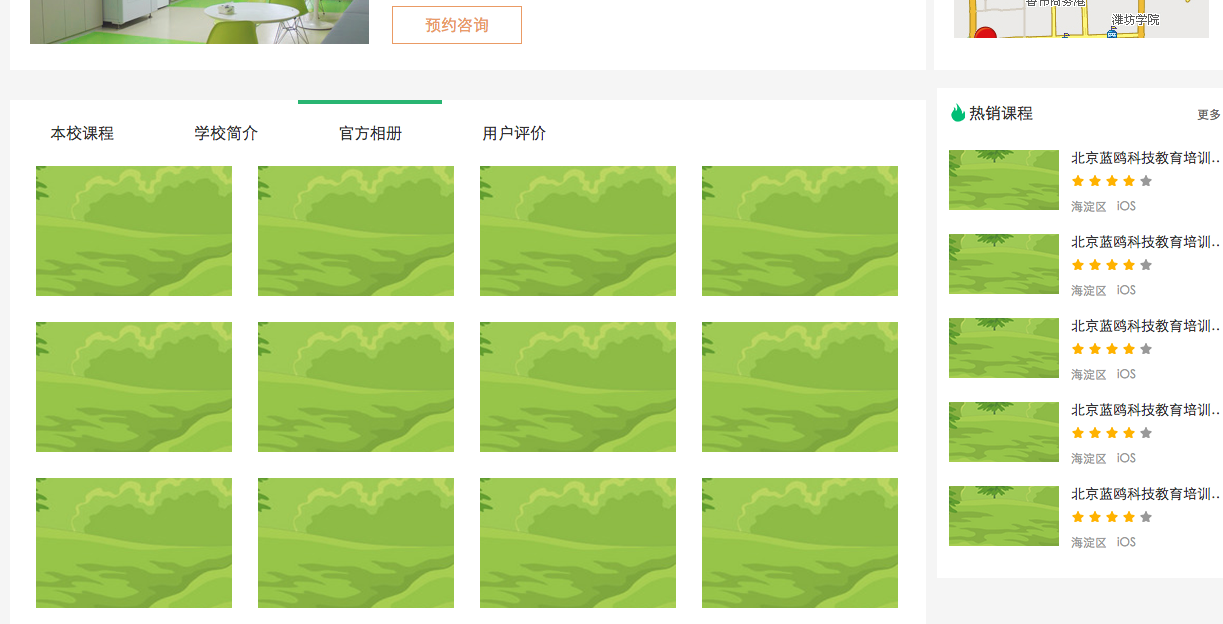 预约咨询
潍坊学院
本校课程
学校简介
官方相册
用户评价
热销课程
更多
北京蓝鸥科技教育培训..
海淀区 iOS
北京蓝鸥科技教育培训..
海淀区 iOS
北京蓝鸥科技教育培训..
海淀区 iOS
北京蓝鸥科技教育培训..
海淀区 iOS
北京蓝鸥科技教育培训..
海淀区 iOS